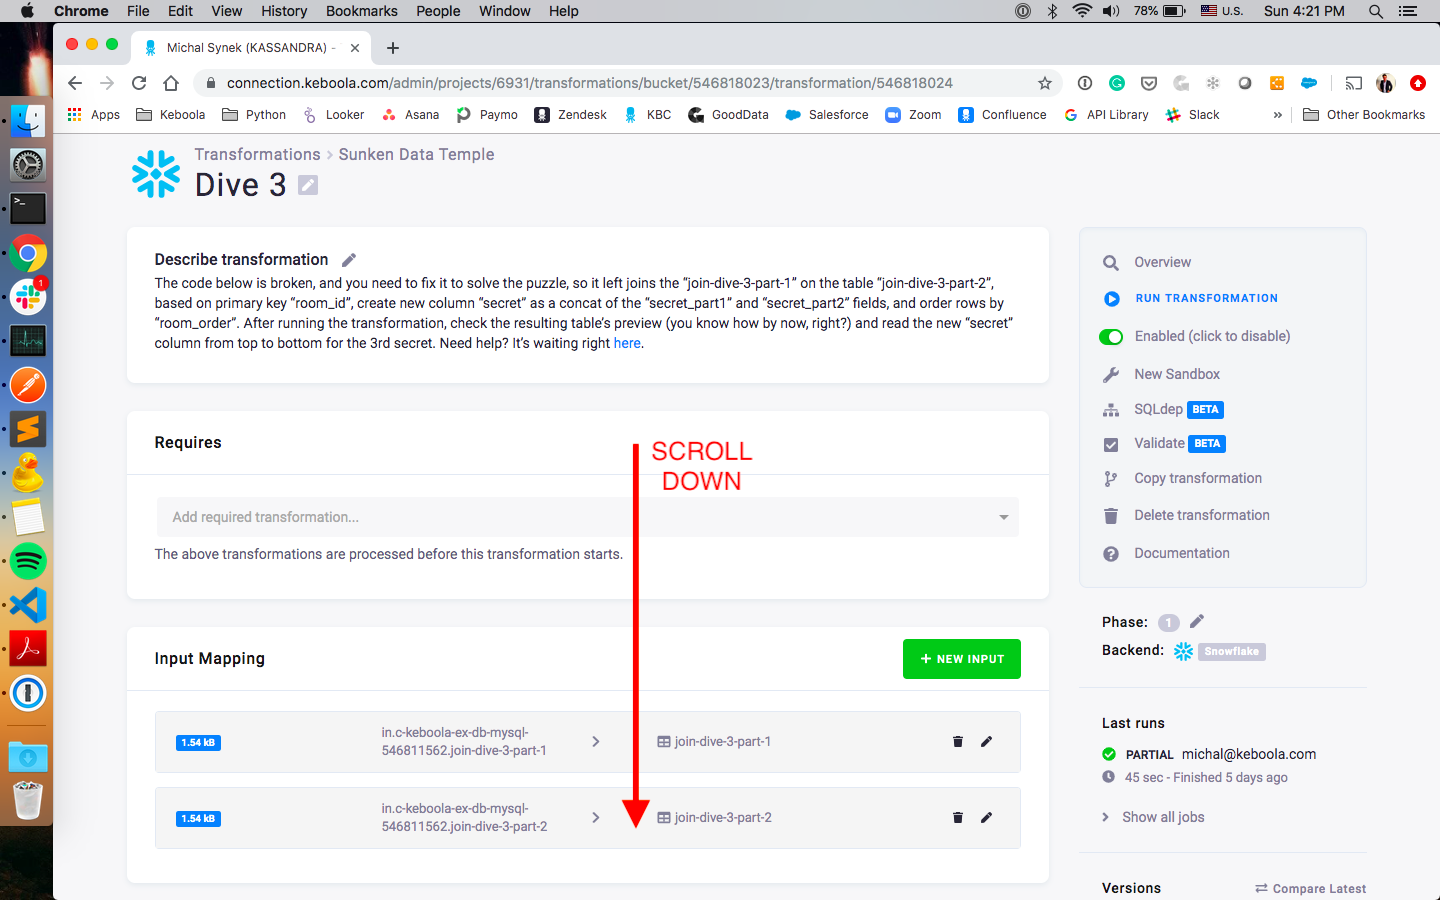 Chrome File Edit View History Bookmarks People Window Help 78% U.S. Sun 4:21 PM
Michal Synek (KASSANDRA) -
connection.keboola.com/admin/projects/6931/transformations/bucket/546818023/transformation/546818024
Apps Keboola Python Looker Asana Paymo Zendesk KBC GoodData Salesforce Zoom Confluence API Library Slack » Other Bookmarks
Transformations > Sunken Data Temple
Dive 3
Describe transformation
The code below is broken, and you need to fix it to solve the puzzle, so it left joins the “join-dive-3-part-1” on the table “join-dive-3-part-2”,
based on primary key “room_id”, create new column “secret” as a concat of the “secret_part1” and “secret_part2” fields, and order rows by
“room_order”. After running the transformation, check the resulting table’s preview (you know how by now, right?) and read the new “secret”
column from top to bottom for the 3rd secret. Need help? It’s waiting right here.
Requires
Add required transformation...
The above transformations are processed before this transformation starts.
SCROLL
DOWN
Input Mapping
+ NEW INPUT
1.54 kB
in.c-keboola-ex-db-mysql-
546811562.join-dive-3-part-1
join-dive-3-part-1
1.54 kB
in.c-keboola-ex-db-mysql-
546811562.join-dive-3-part-2
join-dive-3-part-2
Overview
RUN TRANSFORMATION
Enabled (click to disable)
New Sandbox
SQLdep BETA
Validate BETA
Copy transformation
Delete transformation
Documentation
Phase: 1
Backend: Snowflake
Last runs
PARTIAL michal@keboola.com
45 sec - Finished 5 days ago
Show all jobs
Versions
Compare Latest
1